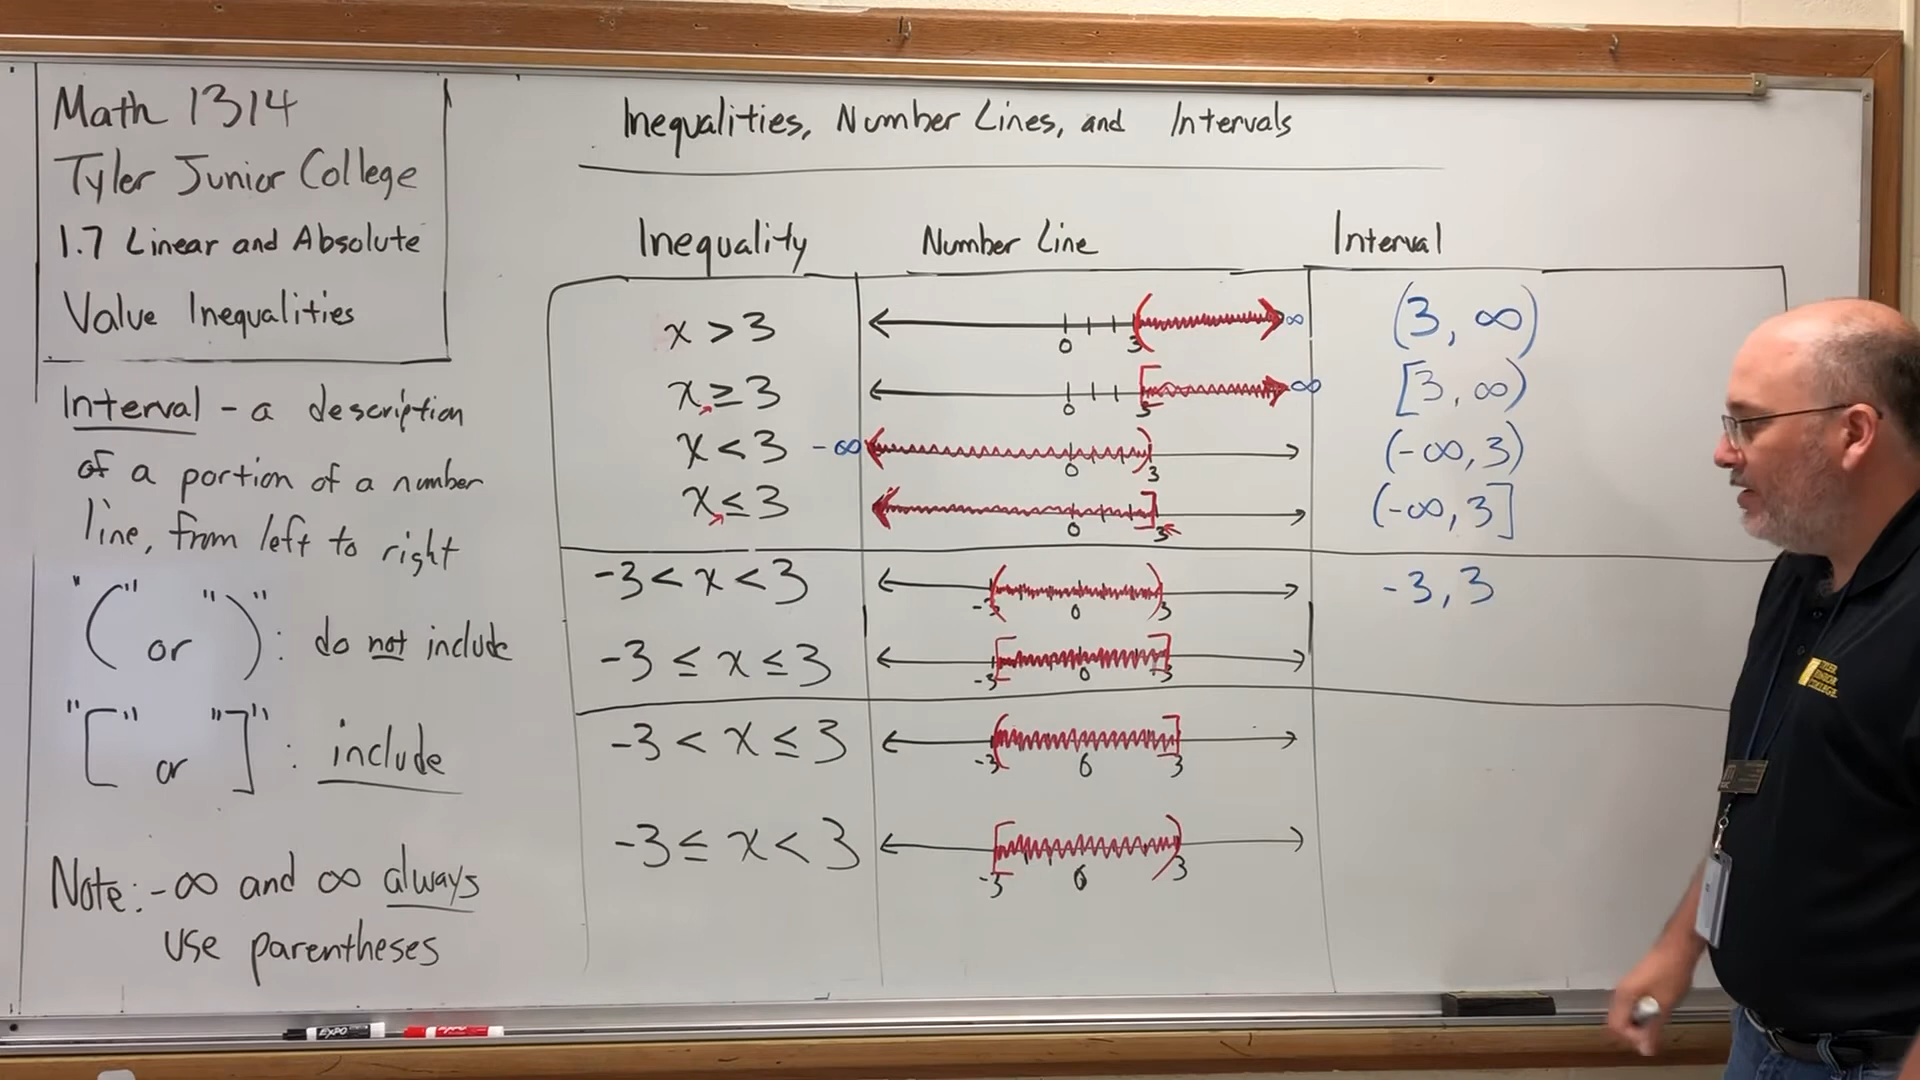 Math 1314
Tyler Junior College
1.7 Linear and Absolute
Value Inequalities
Interval - a description
of a portion of a number
line, from left to right
"(" or ")": do not include
"[" or "]": include
Note: -∞ and ∞ always
use parentheses
Inequalities, Number Lines, and Intervals
Inequality Number Line Interval
x > 3 0 3 ∞ (3, ∞)
x ≥ 3 0 3 ∞ [3, ∞)
x < 3 -∞ 0 3 (-∞, 3)
x ≤ 3 0 3 (-∞, 3]
-3 < x < 3 -3 0 3 -3, 3
-3 ≤ x ≤ 3 -3 0 3
-3 < x ≤ 3 -3 0 3
-3 ≤ x < 3 -3 0 3
EXPO
TYLER
JUNIOR
COLLEGE